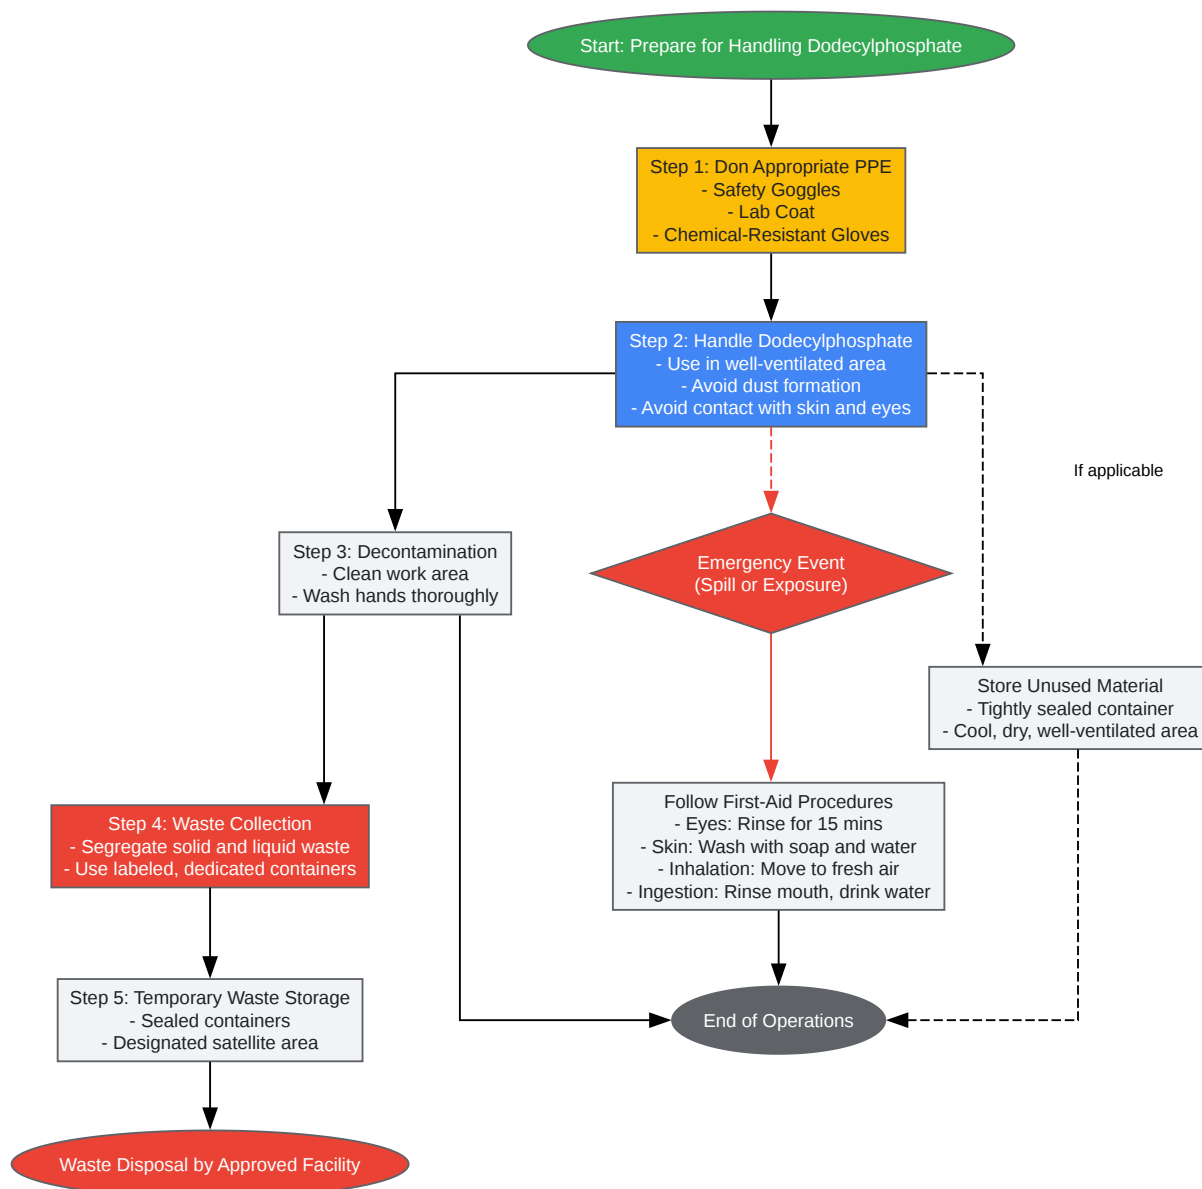 Start: Prepare for Handling Dodecylphosphate
Step 1: Don Appropriate PPE
- Safety Goggles
- Lab Coat
- Chemical-Resistant Gloves
Step 2: Handle Dodecylphosphate
- Use in well-ventilated area
- Avoid dust formation
- Avoid contact with skin and eyes
If applicable
Step 3: Decontamination
- Clean work area
- Wash hands thoroughly
Emergency Event
(Spill or Exposure)
Store Unused Material
- Tightly sealed container
- Cool, dry, well-ventilated area
Step 4: Waste Collection
- Segregate solid and liquid waste
- Use labeled, dedicated containers
Follow First-Aid Procedures
- Eyes: Rinse for 15 mins
- Skin: Wash with soap and water
- Inhalation: Move to fresh air
- Ingestion: Rinse mouth, drink water
Step 5: Temporary Waste Storage
- Sealed containers
- Designated satellite area
End of Operations
Waste Disposal by Approved Facility